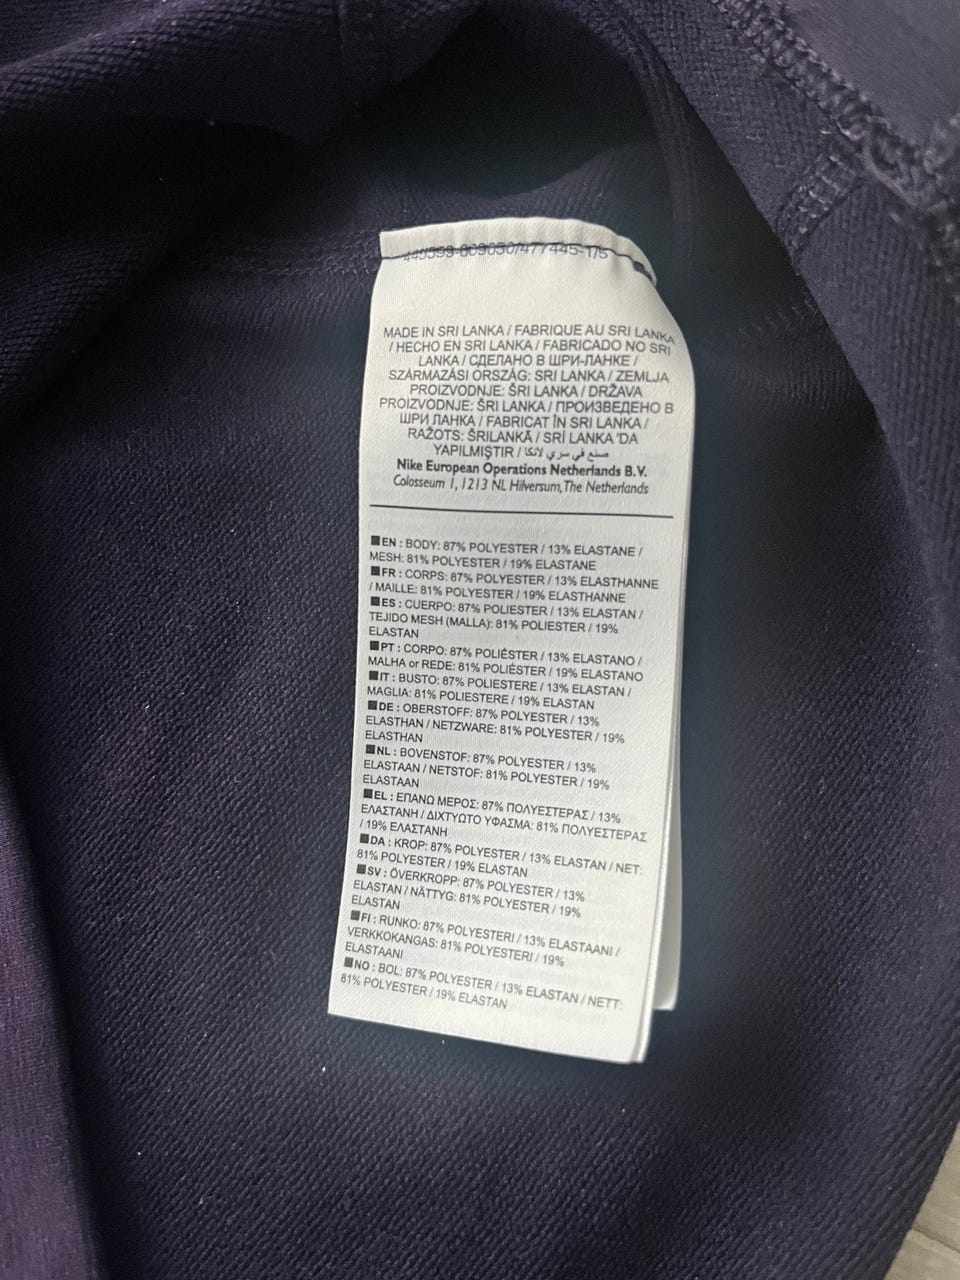 449399-809030/477445-1/5
MADE IN SRI LANKA / FABRIQUE AU SRI LANKA
/ HECHO EN SRI LANKA / FABRICADO NO SRI
LANKA / СДЕЛАНО В ШРИ-ЛАНКЕ /
SZÁRMAZÁSI ORSZÁG: SRI LANKA / ZEMLJA
PROIZVODNJE: ŠRI LANKA / DRŽAVA
PROIZVODNJE: ŠRI LANKA / ПРОИЗВЕДЕНО В
ШРИ ЛАНКА / FABRICAT ÎN SRI LANKA /
RAŽOTS: ŠRILANKĀ / SRİ LANKA 'DA
YAPILMIŞTIR / صنع في سري لانكا
Nike European Operations Netherlands B.V.
Colosseum 1, 1213 NL Hilversum, The Netherlands
EN : BODY: 87% POLYESTER / 13% ELASTANE /
MESH: 81% POLYESTER / 19% ELASTANE
FR : CORPS: 87% POLYESTER / 13% ELASTHANNE
/ MAILLE: 81% POLYESTER / 19% ELASTHANNE
ES : CUERPO: 87% POLIESTER / 13% ELASTAN /
TEJIDO MESH (MALLA): 81% POLIESTER / 19%
ELASTAN
PT : CORPO: 87% POLIÉSTER / 13% ELASTANO /
MALHA or REDE: 81% POLIÉSTER / 19% ELASTANO
IT : BUSTO: 87% POLIESTERE / 13% ELASTAN /
MAGLIA: 81% POLIESTERE / 19% ELASTAN
DE : OBERSTOFF: 87% POLYESTER / 13%
ELASTHAN / NETZWARE: 81% POLYESTER / 19%
ELASTHAN
NL : BOVENSTOF: 87% POLYESTER / 13%
ELASTAAN / NETSTOF: 81% POLYESTER / 19%
ELASTAAN
EL : ΕΠΑΝΩ ΜΕΡΟΣ: 87% ΠΟΛΥΕΣΤΕΡΑΣ / 13%
ΕΛΑΣΤΑΝΗ / ΔΙΧΤΥΩΤΟ ΥΦΑΣΜΑ: 81% ΠΟΛΥΕΣΤΕΡΑΣ
/ 19% ΕΛΑΣΤΑΝΗ
DA : KROP: 87% POLYESTER / 13% ELASTAN / NET:
81% POLYESTER / 19% ELASTAN
SV : ÖVERKROPP: 87% POLYESTER / 13%
ELASTAN / NÄTTYG: 81% POLYESTER / 19%
ELASTAN
FI : RUNKO: 87% POLYESTERI / 13% ELASTAANI /
VERKKOKANGAS: 81% POLYESTERI / 19%
ELASTAANI
NO : BOL: 87% POLYESTER / 13% ELASTAN / NETT:
81% POLYESTER / 19% ELASTAN